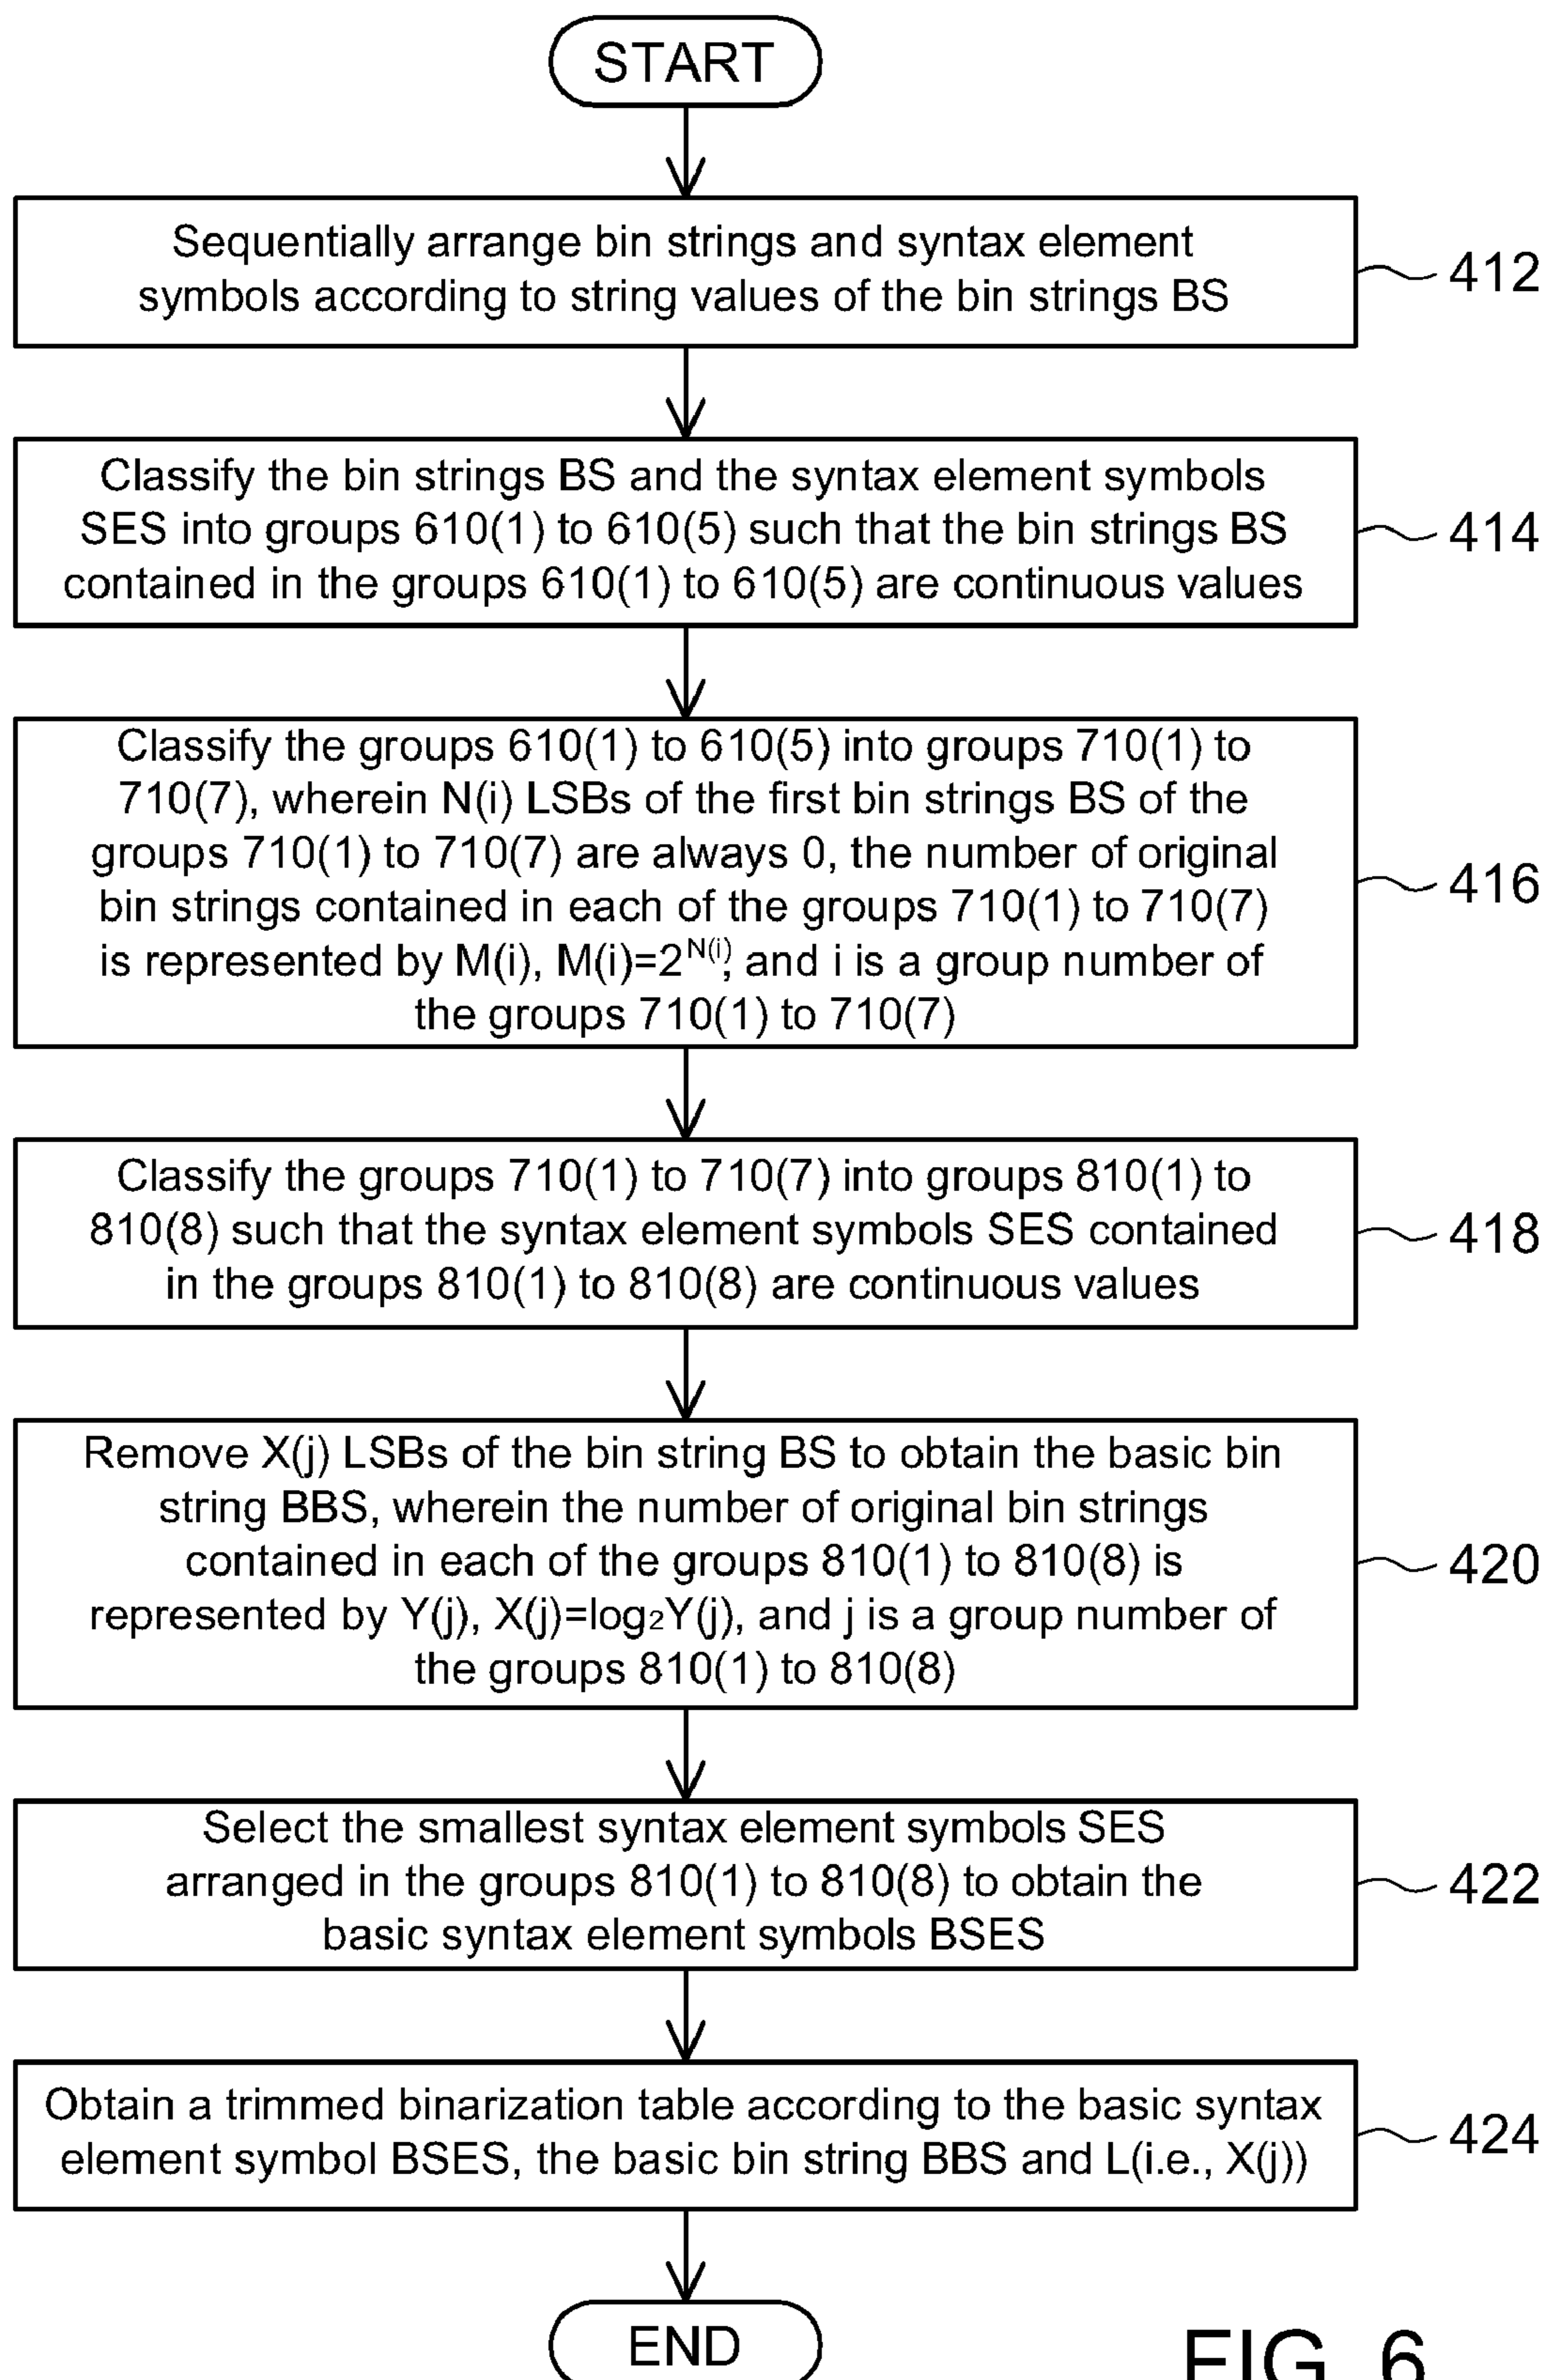 START
Sequentially arrange bin strings and syntax element
symbols according to string values of the bin strings BS
412
Classify the bin strings BS and the syntax element symbols
SES into groups 610(1) to 610(5) such that the bin strings BS
contained in the groups 610(1) to 610(5) are continuous values
414
Classify the groups 610(1) to 610(5) into groups 710(1) to
710(7), wherein N(i) LSBs of the first bin strings BS of the
groups 710(1) to 710(7) are always 0, the number of original
bin strings contained in each of the groups 710(1) to 710(7)
is represented by M(i), M(i)=2^N(i), and i is a group number of
the groups 710(1) to 710(7)
416
Classify the groups 710(1) to 710(7) into groups 810(1) to
810(8) such that the syntax element symbols SES contained
in the groups 810(1) to 810(8) are continuous values
418
Remove X(j) LSBs of the bin string BS to obtain the basic bin
string BBS, wherein the number of original bin strings
contained in each of the groups 810(1) to 810(8) is
represented by Y(j), X(j)=log₂Y(j), and j is a group number of
the groups 810(1) to 810(8)
420
Select the smallest syntax element symbols SES
arranged in the groups 810(1) to 810(8) to obtain the
basic syntax element symbols BSES
422
Obtain a trimmed binarization table according to the basic syntax
element symbol BSES, the basic bin string BBS and L(i.e., X(j))
424
END
FIG. 6